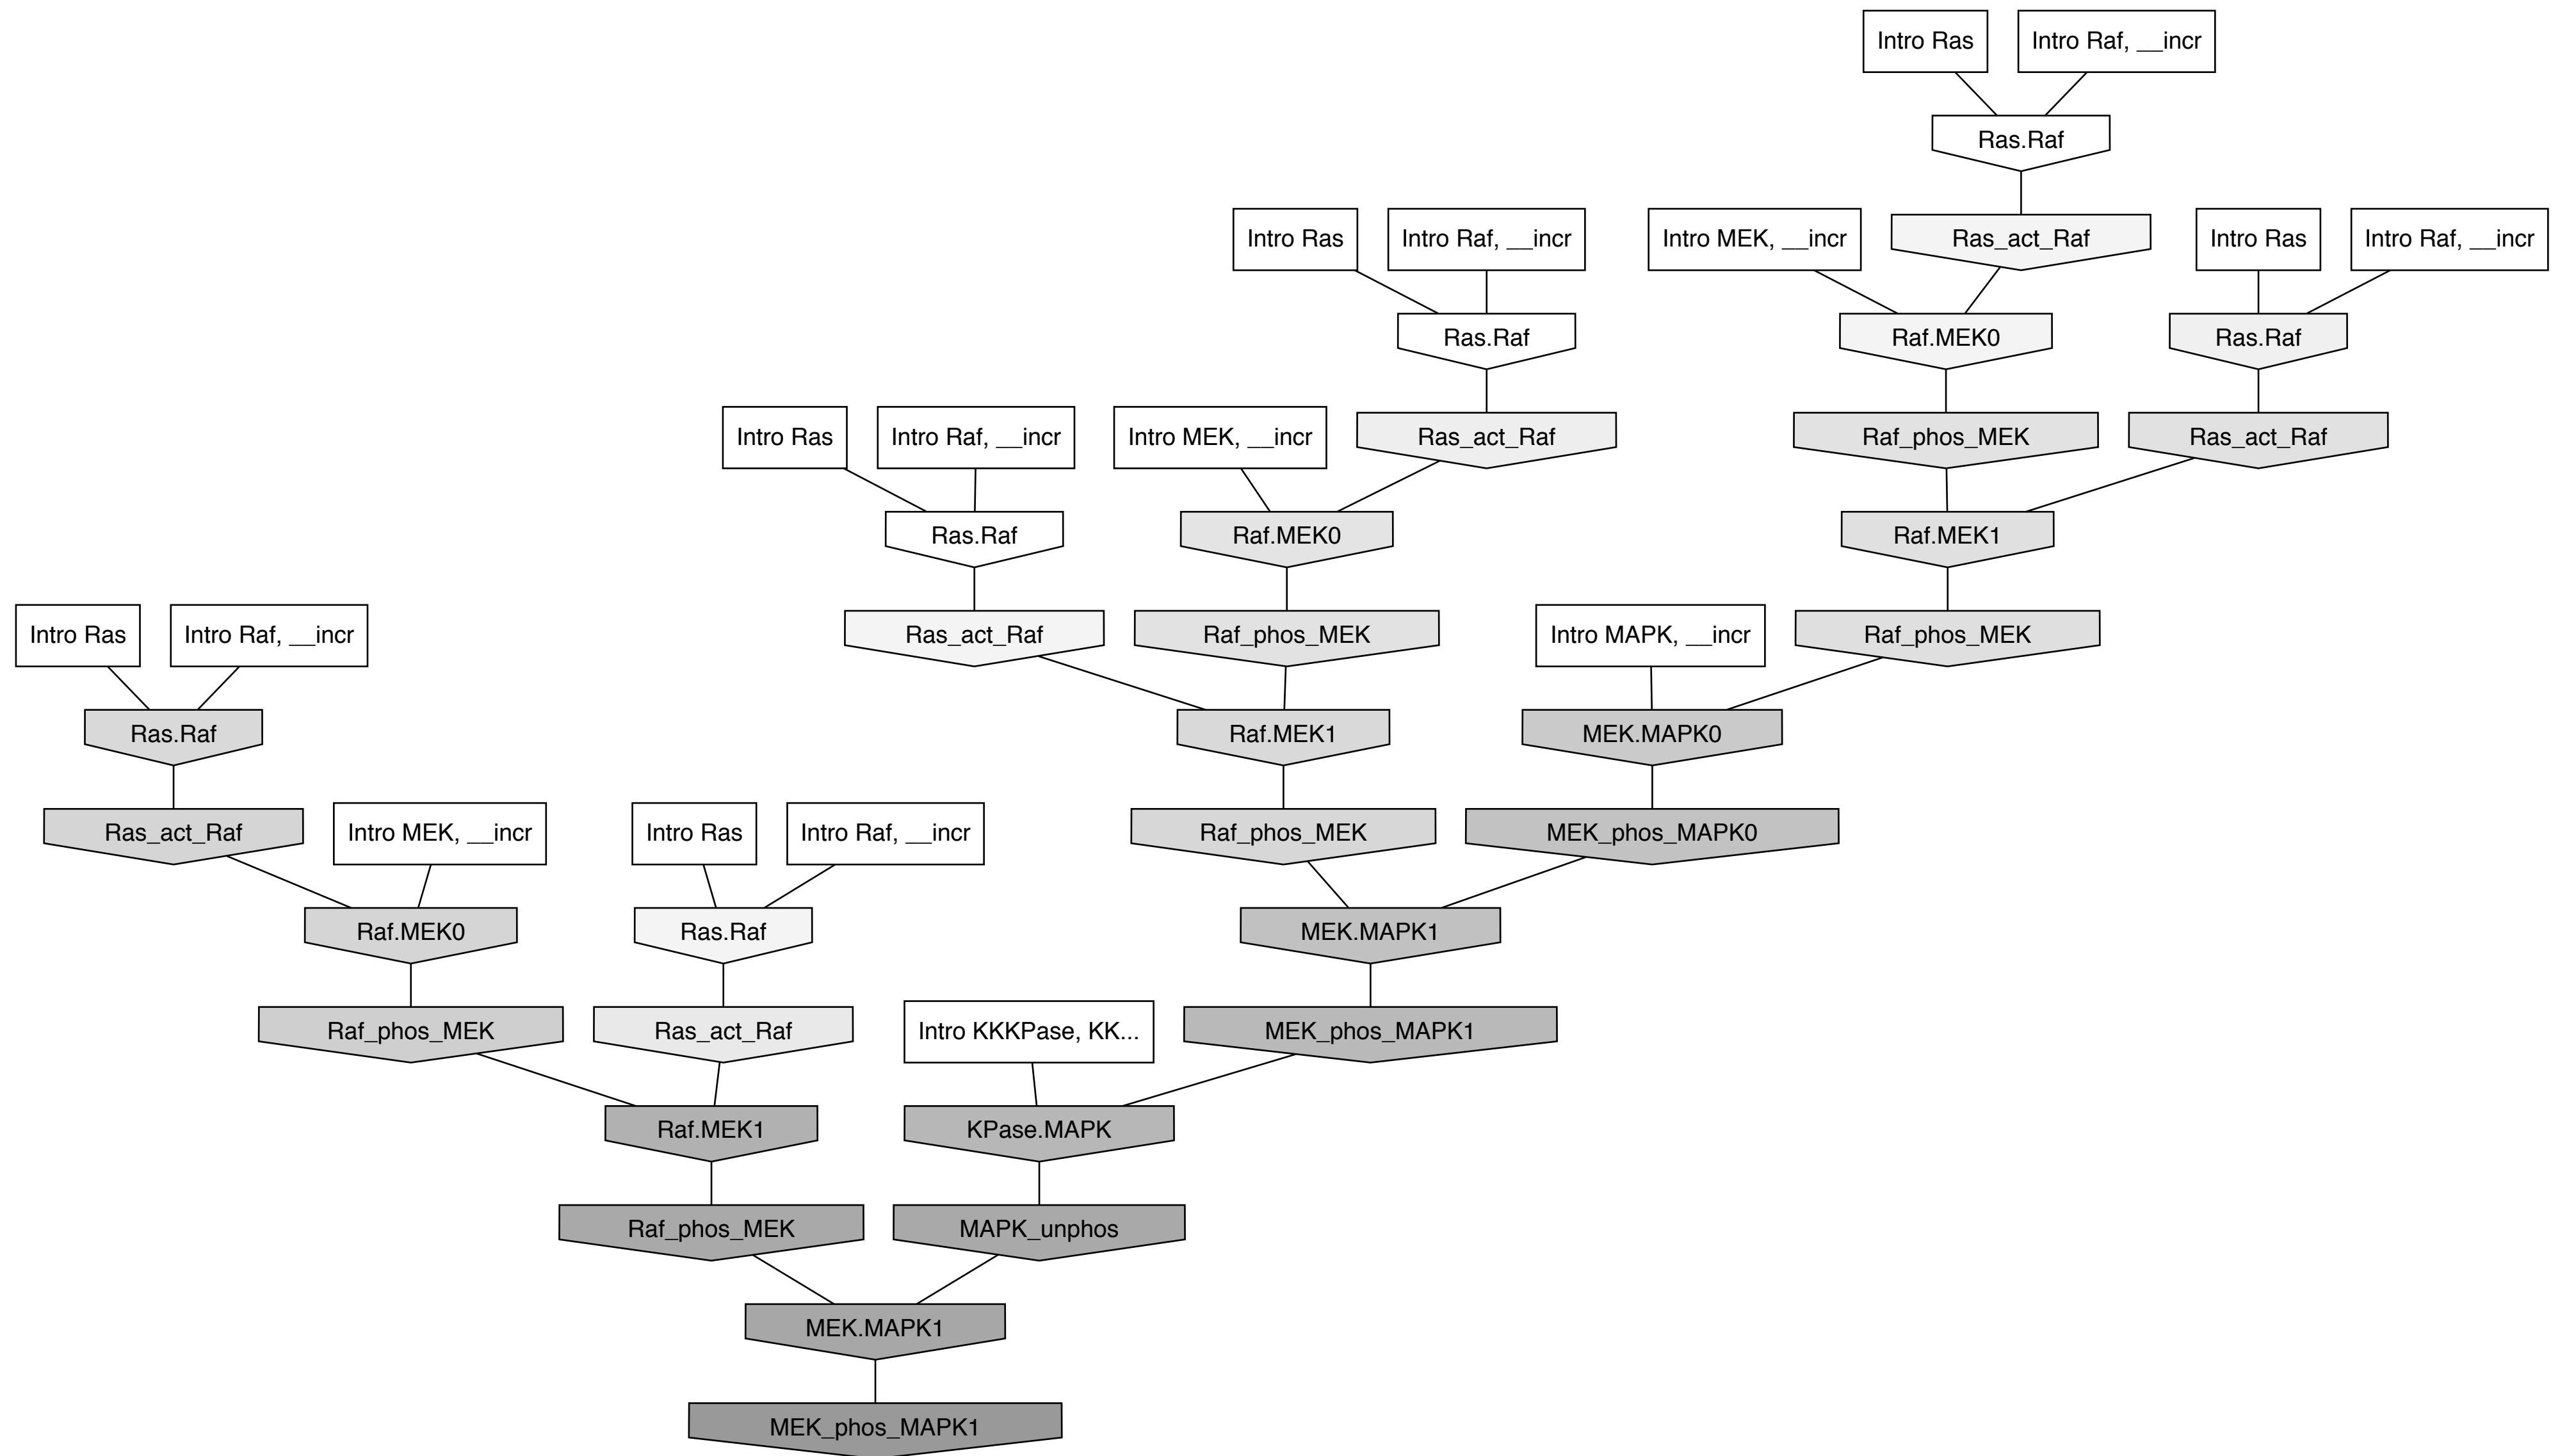 Intro Ras
Intro Raf, __incr
Ras.Raf
Intro Ras
Intro Raf, __incr
Intro MEK, __incr
Ras_act_Raf
Intro Ras
Intro Raf, __incr
Ras.Raf
Raf.MEK0
Ras.Raf
Intro Ras
Intro Raf, __incr
Intro MEK, __incr
Ras_act_Raf
Raf_phos_MEK
Ras_act_Raf
Ras.Raf
Raf.MEK0
Raf.MEK1
Intro Ras
Intro Raf, __incr
Ras_act_Raf
Raf_phos_MEK
Intro MAPK, __incr
Raf_phos_MEK
Ras.Raf
Raf.MEK1
MEK.MAPK0
Ras_act_Raf
Intro MEK, __incr
Intro Ras
Intro Raf, __incr
Raf_phos_MEK
MEK_phos_MAPK0
Raf.MEK0
Ras.Raf
MEK.MAPK1
Raf_phos_MEK
Ras_act_Raf
Intro KKKPase, KK...
MEK_phos_MAPK1
Raf.MEK1
KPase.MAPK
Raf_phos_MEK
MAPK_unphos
MEK.MAPK1
MEK_phos_MAPK1